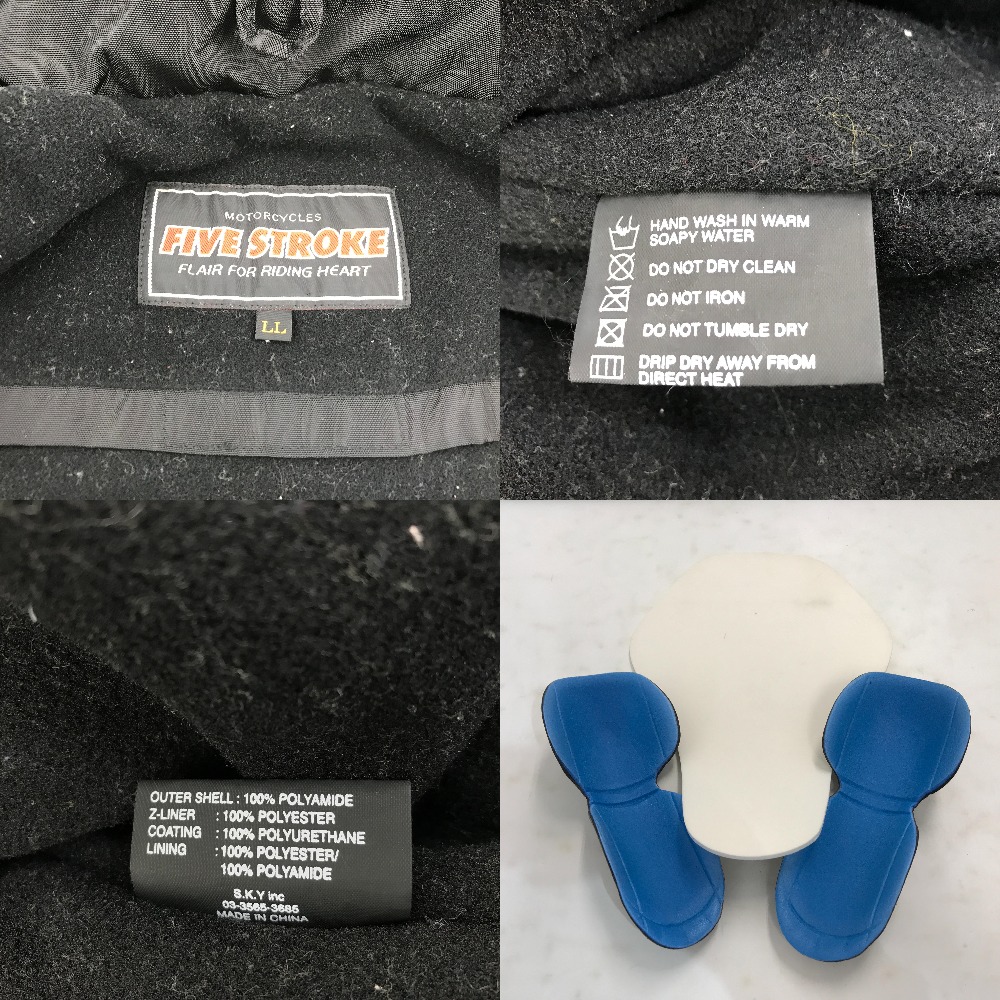 MOTORCYCLES
FIVE STROKE
FLAIR FOR RIDING HEART
LL
HAND WASH IN WARM
SOAPY WATER
DO NOT DRY CLEAN
DO NOT IRON
DO NOT TUMBLE DRY
DRIP DRY AWAY FROM
DIRECT HEAT
OUTER SHELL : 100% POLYAMIDE
Z-LINER : 100% POLYESTER
COATING : 100% POLYURETHANE
LINING : 100% POLYESTER/
100% POLYAMIDE
S.K.Y inc
03-3565-3685
MADE IN CHINA